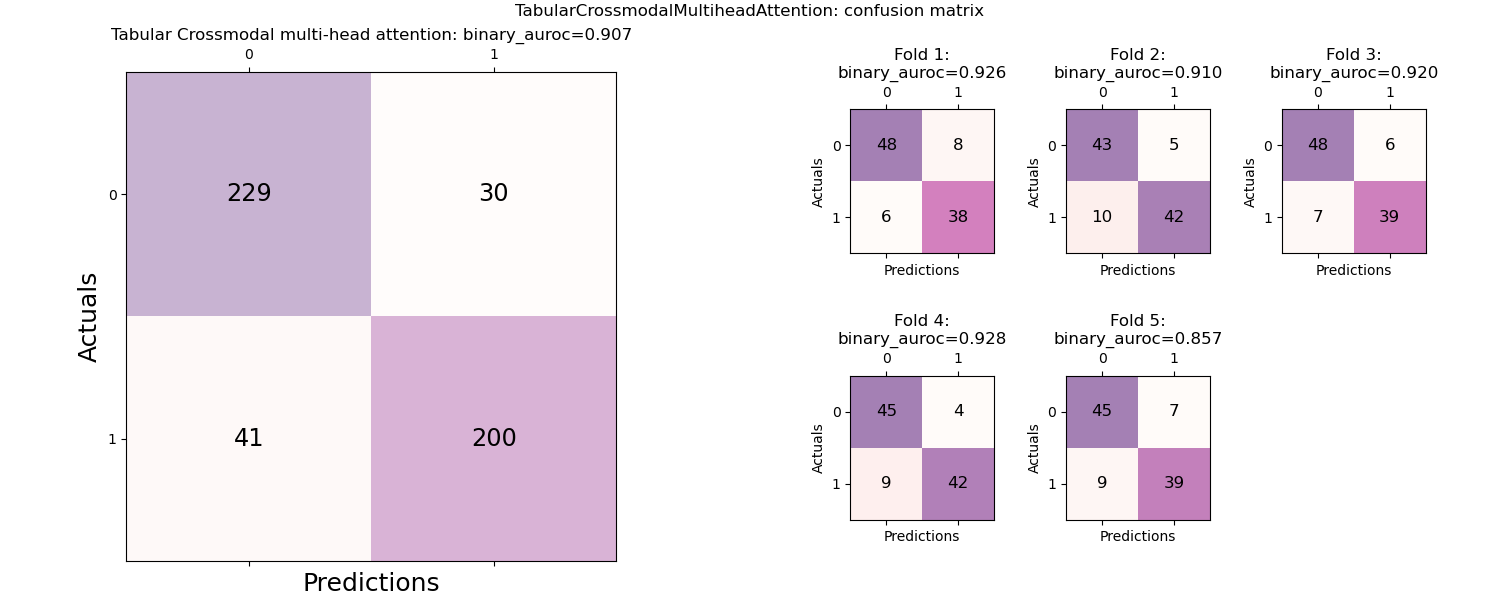 TabularCrossmodalMultiheadAttention: confusion matrix
Tabular Crossmodal multi-head attention: binary_auroc=0.907
0 1
0 229 30
Actuals
1 41 200
Predictions
Fold 1:
binary_auroc=0.926
0 1
0 48 8
Actuals
1 6 38
Predictions
Fold 2:
binary_auroc=0.910
0 1
0 43 5
Actuals
1 10 42
Predictions
Fold 3:
binary_auroc=0.920
0 1
0 48 6
Actuals
1 7 39
Predictions
Fold 4:
binary_auroc=0.928
0 1
0 45 4
Actuals
1 9 42
Predictions
Fold 5:
binary_auroc=0.857
0 1
0 45 7
Actuals
1 9 39
Predictions